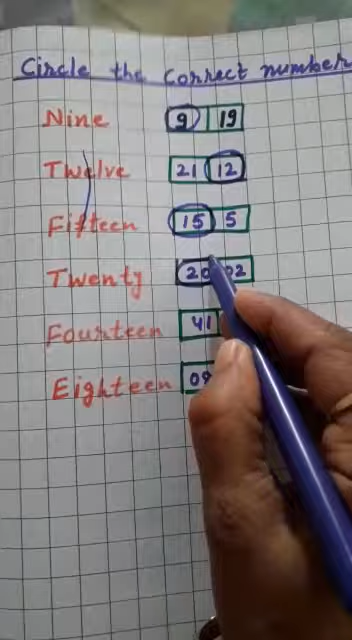 Circle the correct number
Nine 9 19
Twelve 21 12
Fifteen 15 5
Twenty 20 02
Fourteen 41
Eighteen